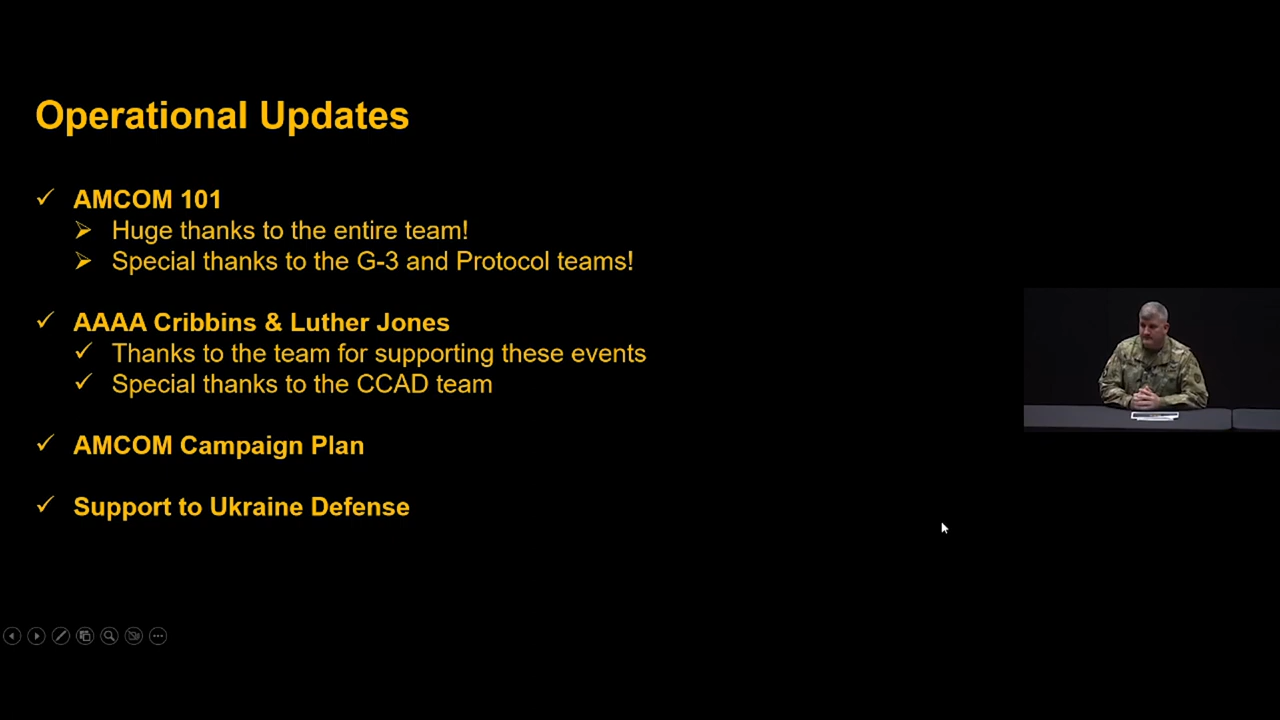 Operational Updates
AMCOM 101
Huge thanks to the entire team!
Special thanks to the G-3 and Protocol teams!
AAAA Cribbins & Luther Jones
Thanks to the team for supporting these events
Special thanks to the CCAD team
AMCOM Campaign Plan
Support to Ukraine Defense